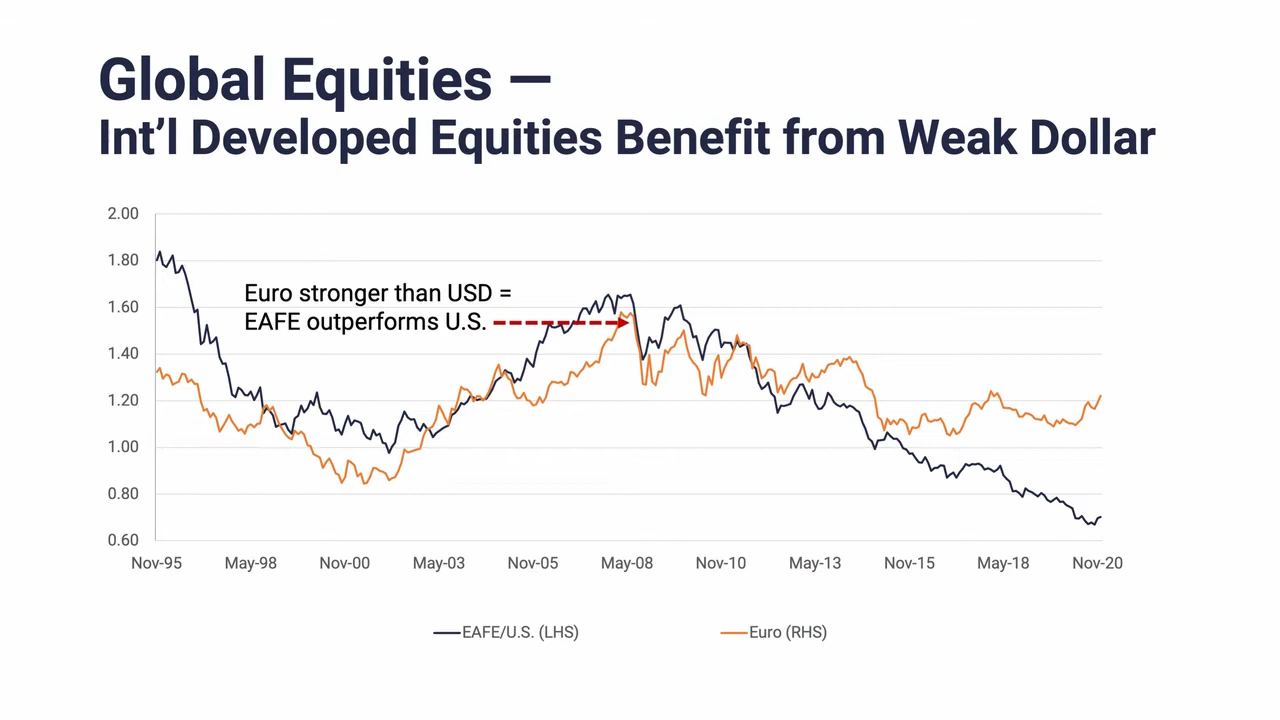 Global Equities —
Int’l Developed Equities Benefit from Weak Dollar
2.00
1.80
1.60
1.40
1.20
1.00
0.80
0.60
Euro stronger than USD =
EAFE outperforms U.S.
Nov-95 May-98 Nov-00 May-03 Nov-05 May-08 Nov-10 May-13 Nov-15 May-18 Nov-20
EAFE/U.S. (LHS) Euro (RHS)